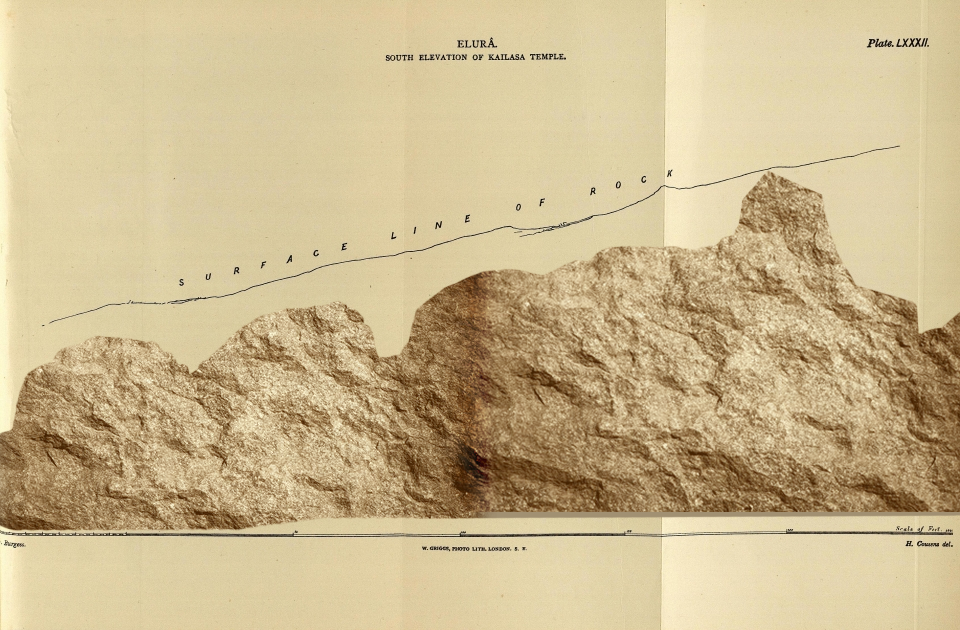 ELURÂ.
SOUTH ELEVATION OF KAILASA TEMPLE.
Plate. LXXXII.
SURFACE LINE OF ROCK
Scale of Feet.
Burgess.
W. GRIGGS, PHOTO LITH. LONDON. S. E.
H. Cousens del.